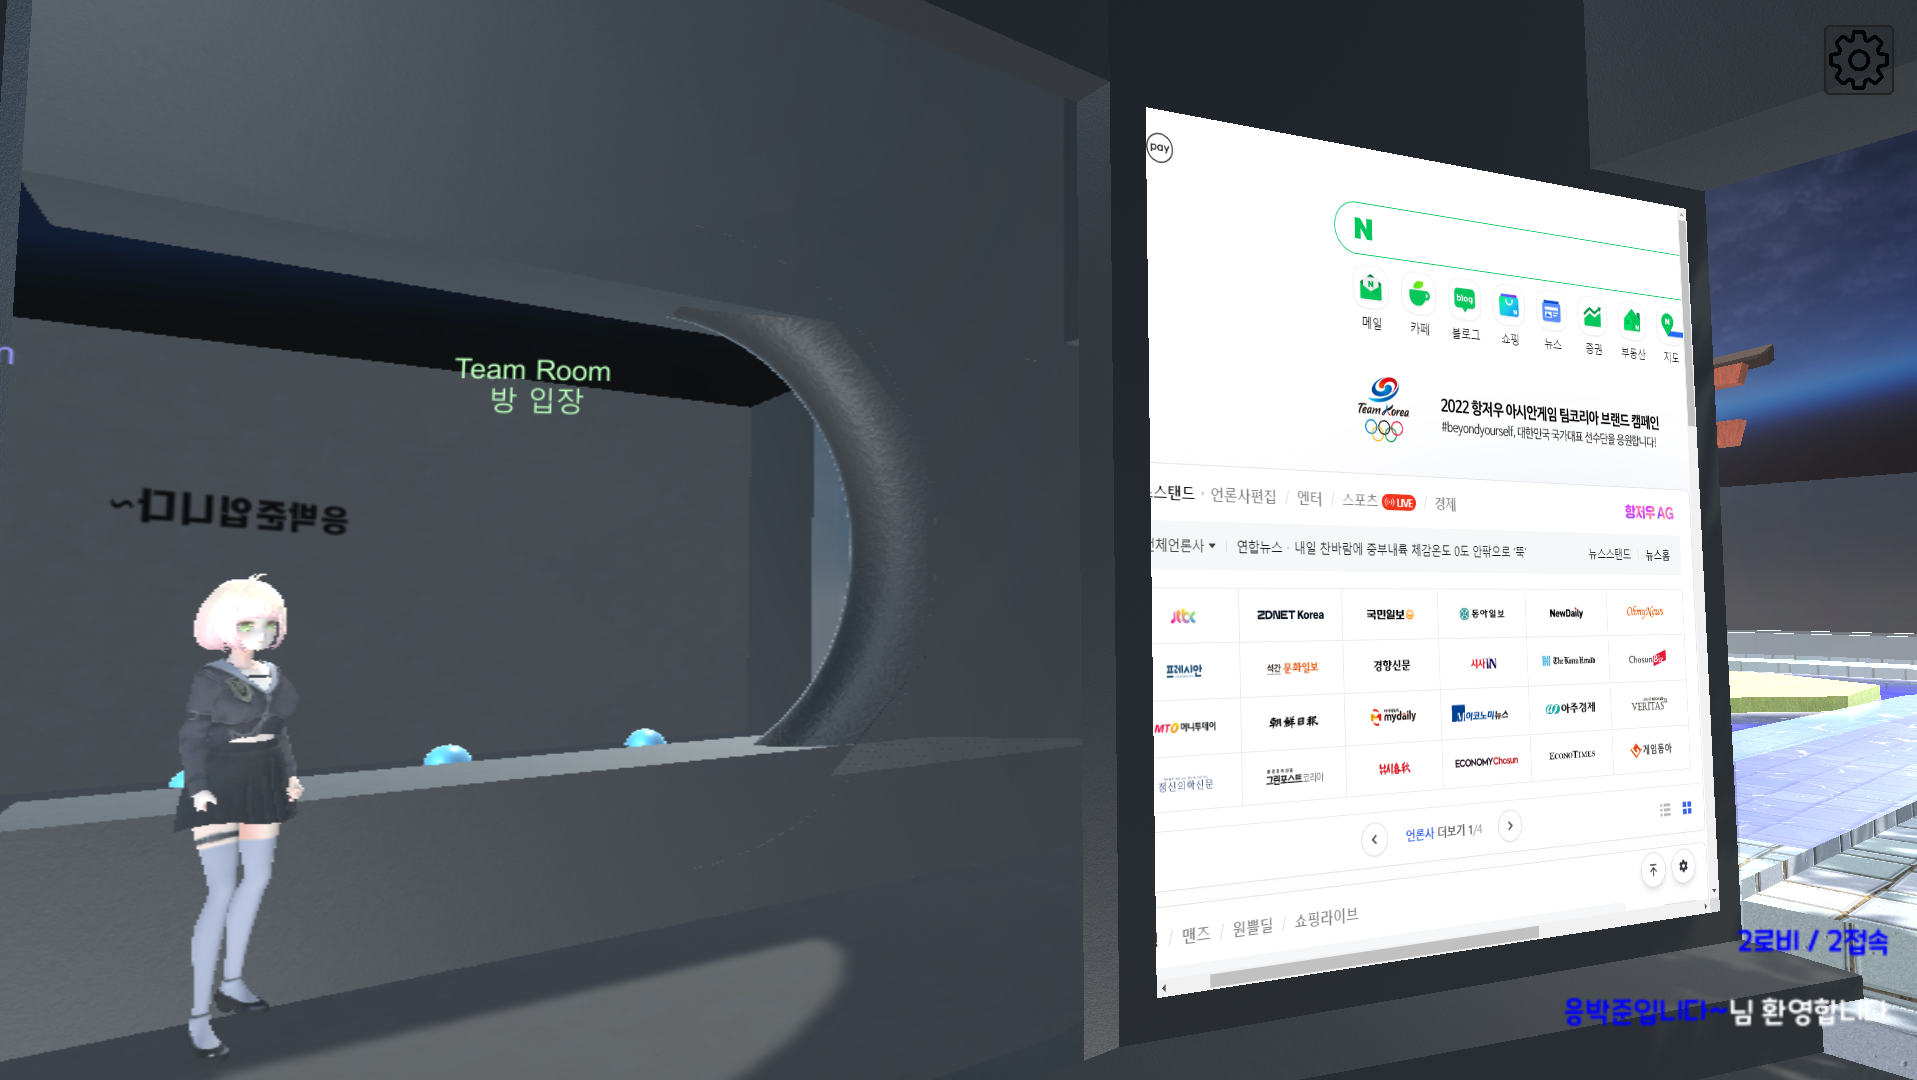 Team Room
방 입장
응박준입니다~
pay
N
메일
카페
blog
블로그
쇼핑
뉴스
증권
부동산
지도
Team Korea
2022 항저우 아시안게임 팀코리아 브랜드 캠페인
#beyondyourself, 대한민국 국가대표 선수단을 응원합니다!
스탠드 · 언론사편집 / 엔터 / 스포츠 LIVE / 경제
항저우 AG
체언론사
연합뉴스 · 내일 찬바람에 중부내륙 체감온도 0도 안팎으로 '뚝'
뉴스스탠드
뉴스홈
jtbc
ZDNET Korea
국민일보
동아일보
NewDaily
OhmyNews
프레시안
석간 문화일보
경향신문
시사IN
The Korea Herald
ChosunBiz
MTN 머니투데이
朝鮮日報
mydaily
이코노미뉴스
아주경제
VERITAS
정신의학신문
그린포스트코리아
ECONOMYChosun
ECONOTIMES
게임동아
언론사 더보기 1/4
/ 맨즈 / 원쁠딜 / 쇼핑라이브
2로비 / 2접속
응박준입니다~님 환영합니다